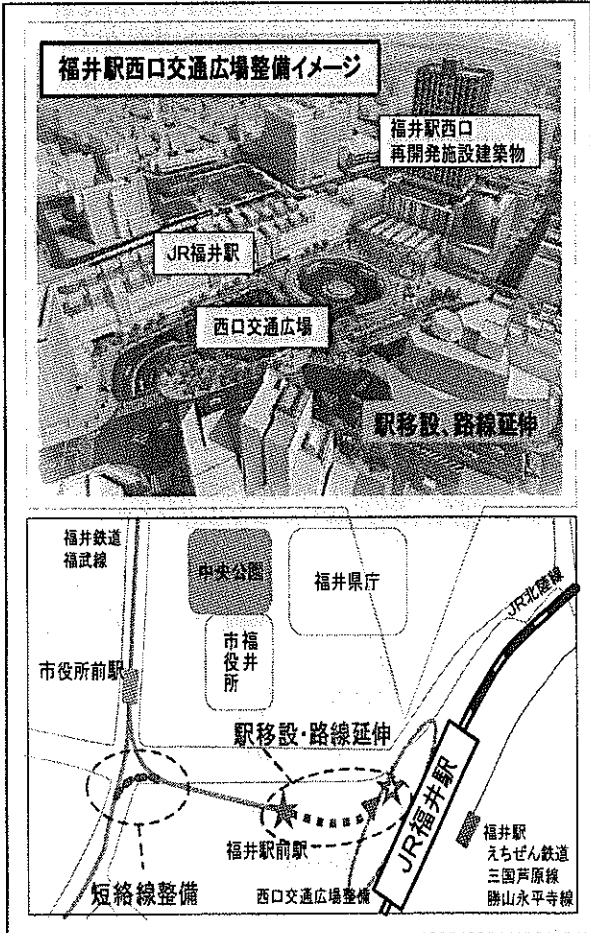 福井駅西口交通広場整備イメージ
福井駅西口
再開発施設建築物
JR福井駅
西口交通広場
駅移設、路線延伸
福井鉄道
福武線
中央公園
福井県庁
JR北陸線
福井
市役所
市役所前駅
駅移設・路線延伸
JR福井駅
福井駅前駅
福井駅
えちぜん鉄道
三国芦原線
勝山永平寺線
短絡線整備
西口交通広場整備